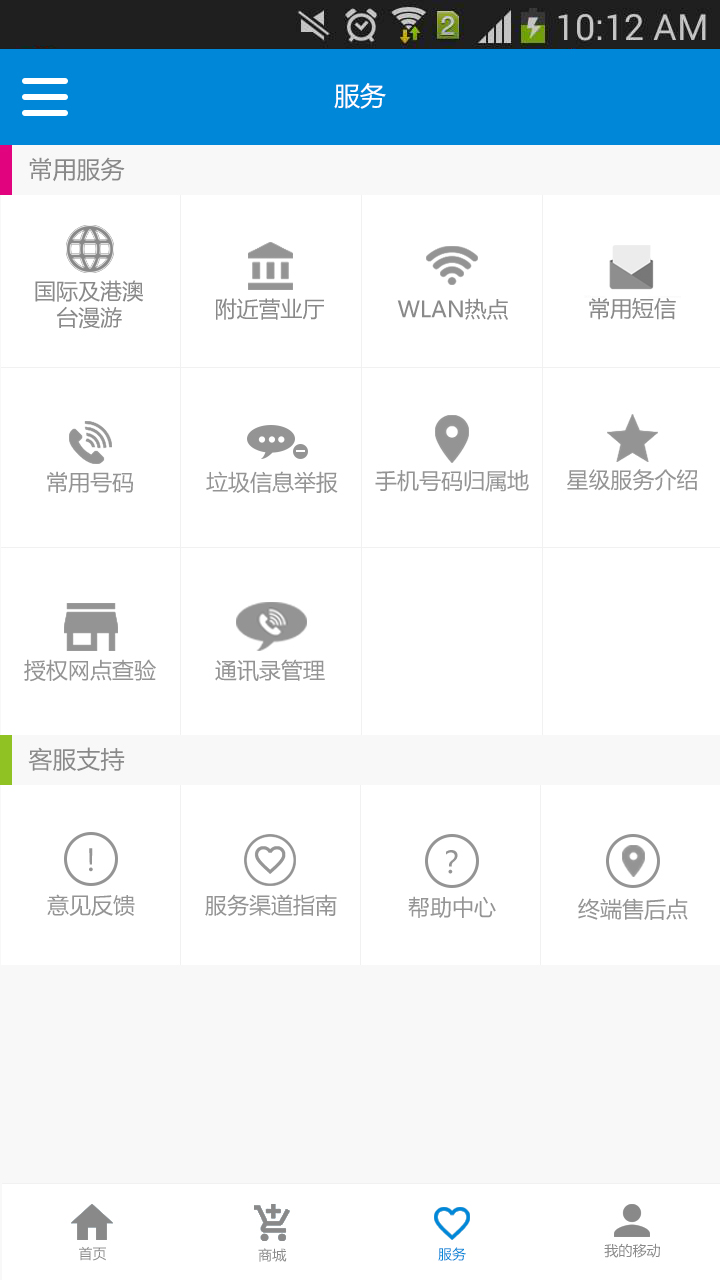 2
10:12 AM
服务
常用服务
国际及港澳
台漫游
附近营业厅
WLAN热点
常用短信
常用号码
垃圾信息举报
手机号码归属地
星级服务介绍
授权网点查验
通讯录管理
客服支持
!
意见反馈
服务渠道指南
?
帮助中心
终端售后点
首页
商城
服务
我的移动